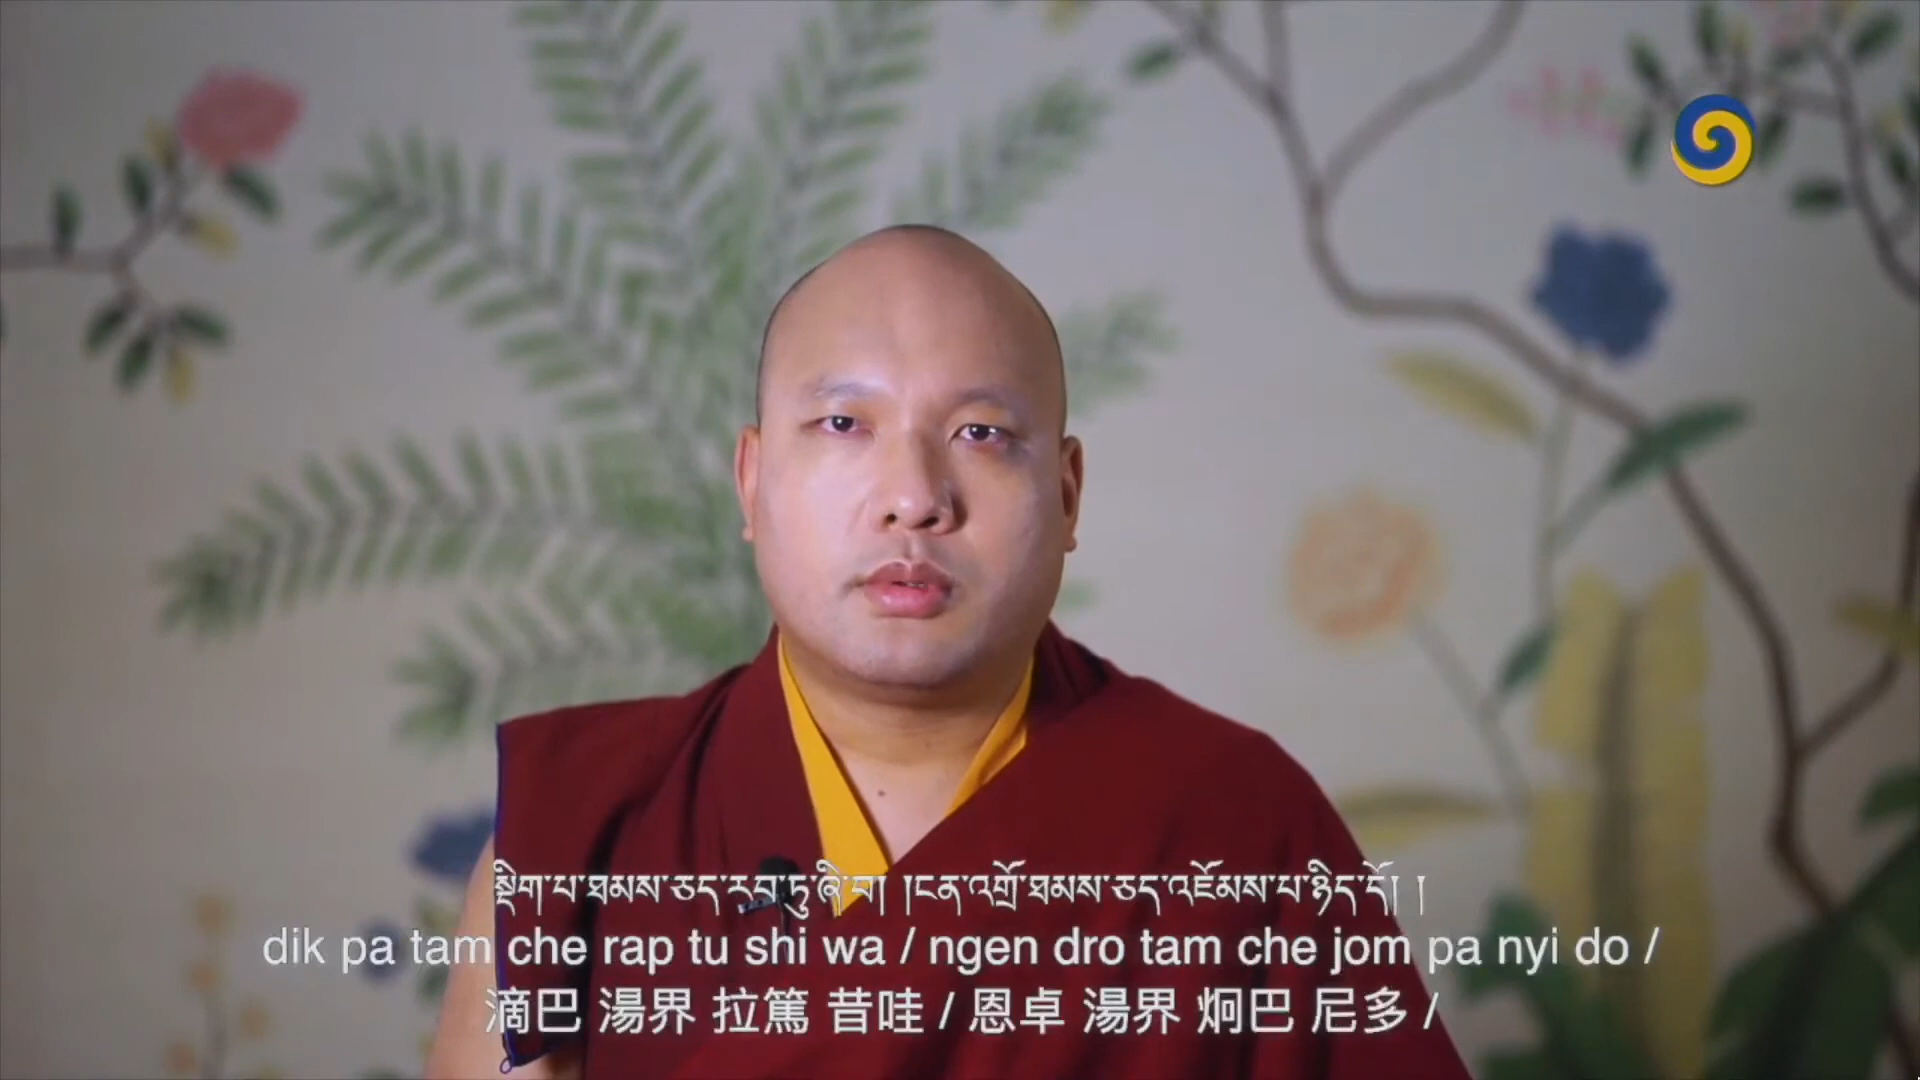 སྡིག་པ་ཐམས་ཅད་རབ་ཏུ་ཞི་བ། །ངན་འགྲོ་ཐམས་ཅད་འཇོམས་པ་ཉིད་དོ། །
dik pa tam che rap tu shi wa / ngen dro tam che jom pa nyi do /
滴巴 湯界 拉篤 昔哇 / 恩卓 湯界 炯巴 尼多 /